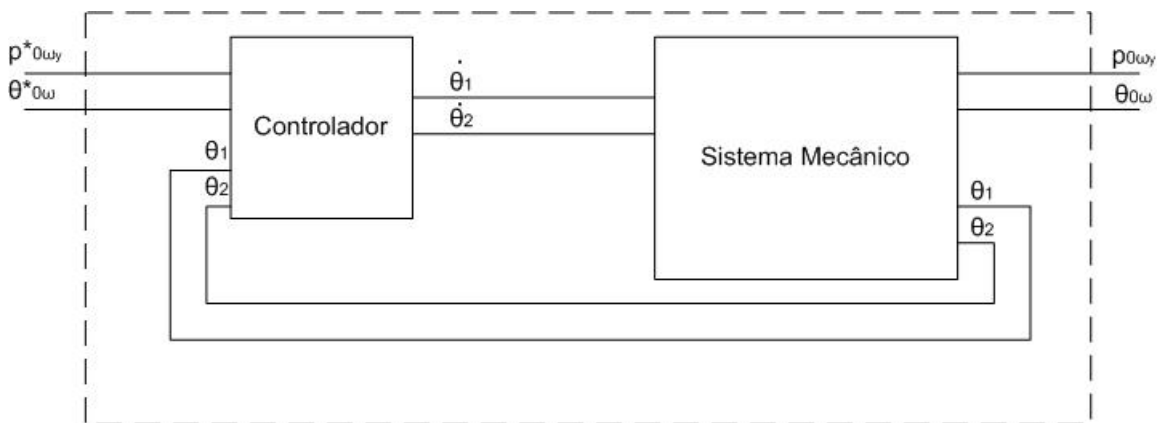 p*0ωy
θ*0ω
θ1
θ2
Controlador
θ̇1
θ̇2
Sistema Mecânico
p0ωy
θ0ω
θ1
θ2